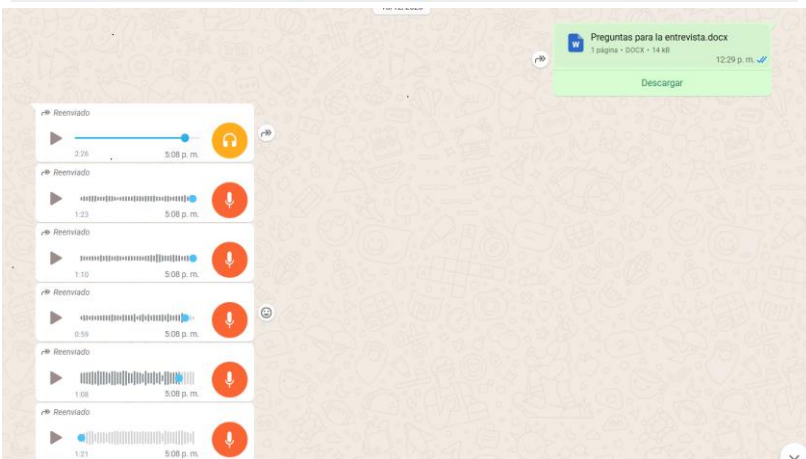 Preguntas para la entrevista.docx
W
1 página • DOCX • 14 kB
12:29 p. m.
Descargar
Reenviado
3:26
5:08 p. m.
Reenviado
1:23
5:08 p. m.
Reenviado
1:10
5:08 p. m.
Reenviado
0:59
5:08 p. m.
Reenviado
1:08
5:08 p. m.
Reenviado
1:21
5:08 p. m.